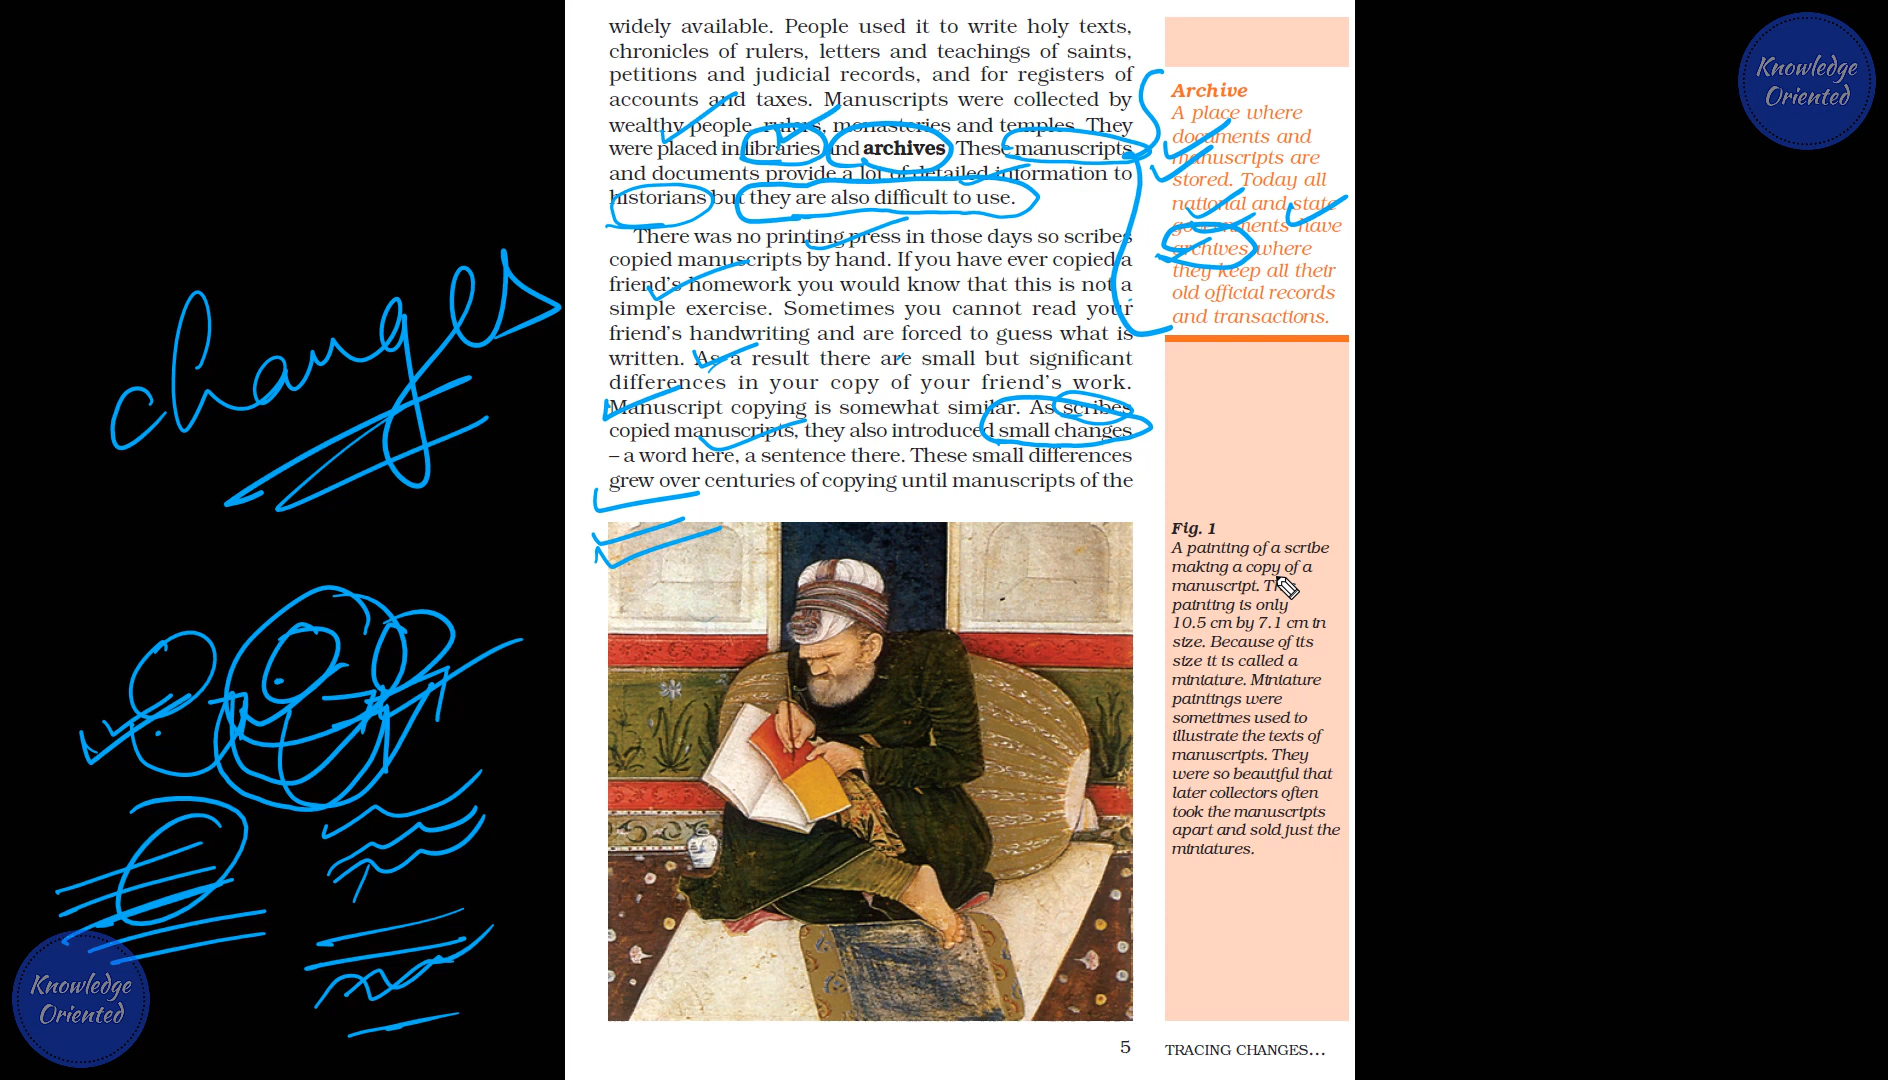 widely available. People used it to write holy texts,
chronicles of rulers, letters and teachings of saints,
petitions and judicial records, and for registers of
accounts and taxes. Manuscripts were collected by
wealthy people, rulers, monasteries and temples. They
were placed in libraries and archives. These manuscripts
and documents provide a lot of detailed information to
historians but they are also difficult to use.
There was no printing press in those days so scribes
copied manuscripts by hand. If you have ever copied a
friend's homework you would know that this is not a
simple exercise. Sometimes you cannot read your
friend's handwriting and are forced to guess what is
written. As a result there are small but significant
differences in your copy of your friend's work.
Manuscript copying is somewhat similar. As scribes
copied manuscripts, they also introduced small changes
– a word here, a sentence there. These small differences
grew over centuries of copying until manuscripts of the
Archive
A place where
documents and
manuscripts are
stored. Today all
national and state
governments have
archives where
they keep all their
old official records
and transactions.
Fig. 1
A painting of a scribe
making a copy of a
manuscript. This
painting is only
10.5 cm by 7.1 cm in
size. Because of its
size it is called a
miniature. Miniature
paintings were
sometimes used to
illustrate the texts of
manuscripts. They
were so beautiful that
later collectors often
took the manuscripts
apart and sold just the
miniatures.
5
TRACING CHANGES...
changes
Knowledge
Oriented
Knowledge
Oriented